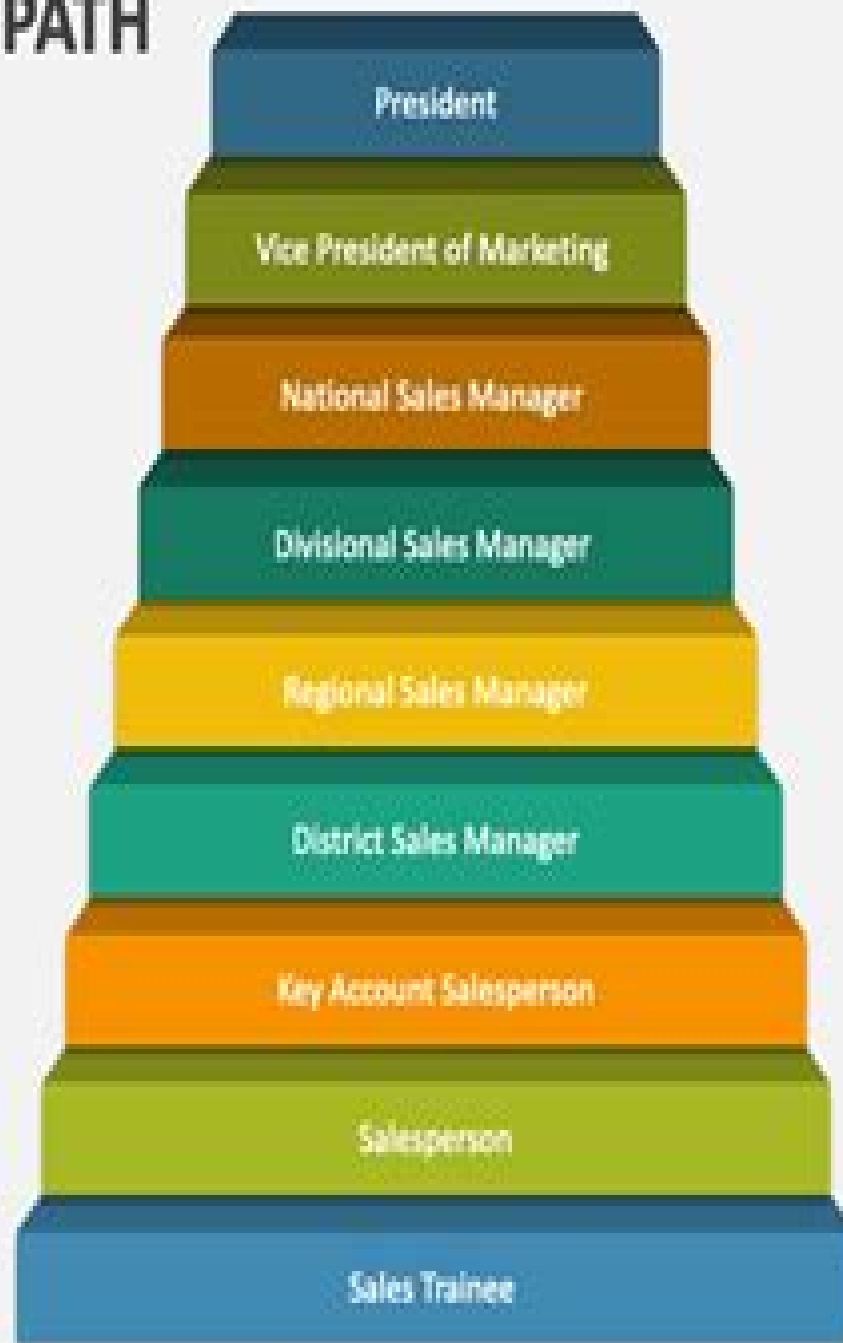 PATH
President
Vice President of Marketing
National Sales Manager
Divisional Sales Manager
Regional Sales Manager
District Sales Manager
Key Account Salesperson
Salesperson
Sales Trainee